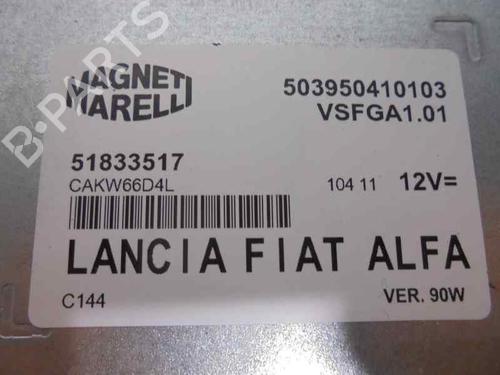 MAGNETI
MARELLI
503950410103
VSFGA1.01
51833517
CAKW66D4L
104 11 12V=
LANCIA FIAT ALFA
C144
VER. 90W
B-PARTS